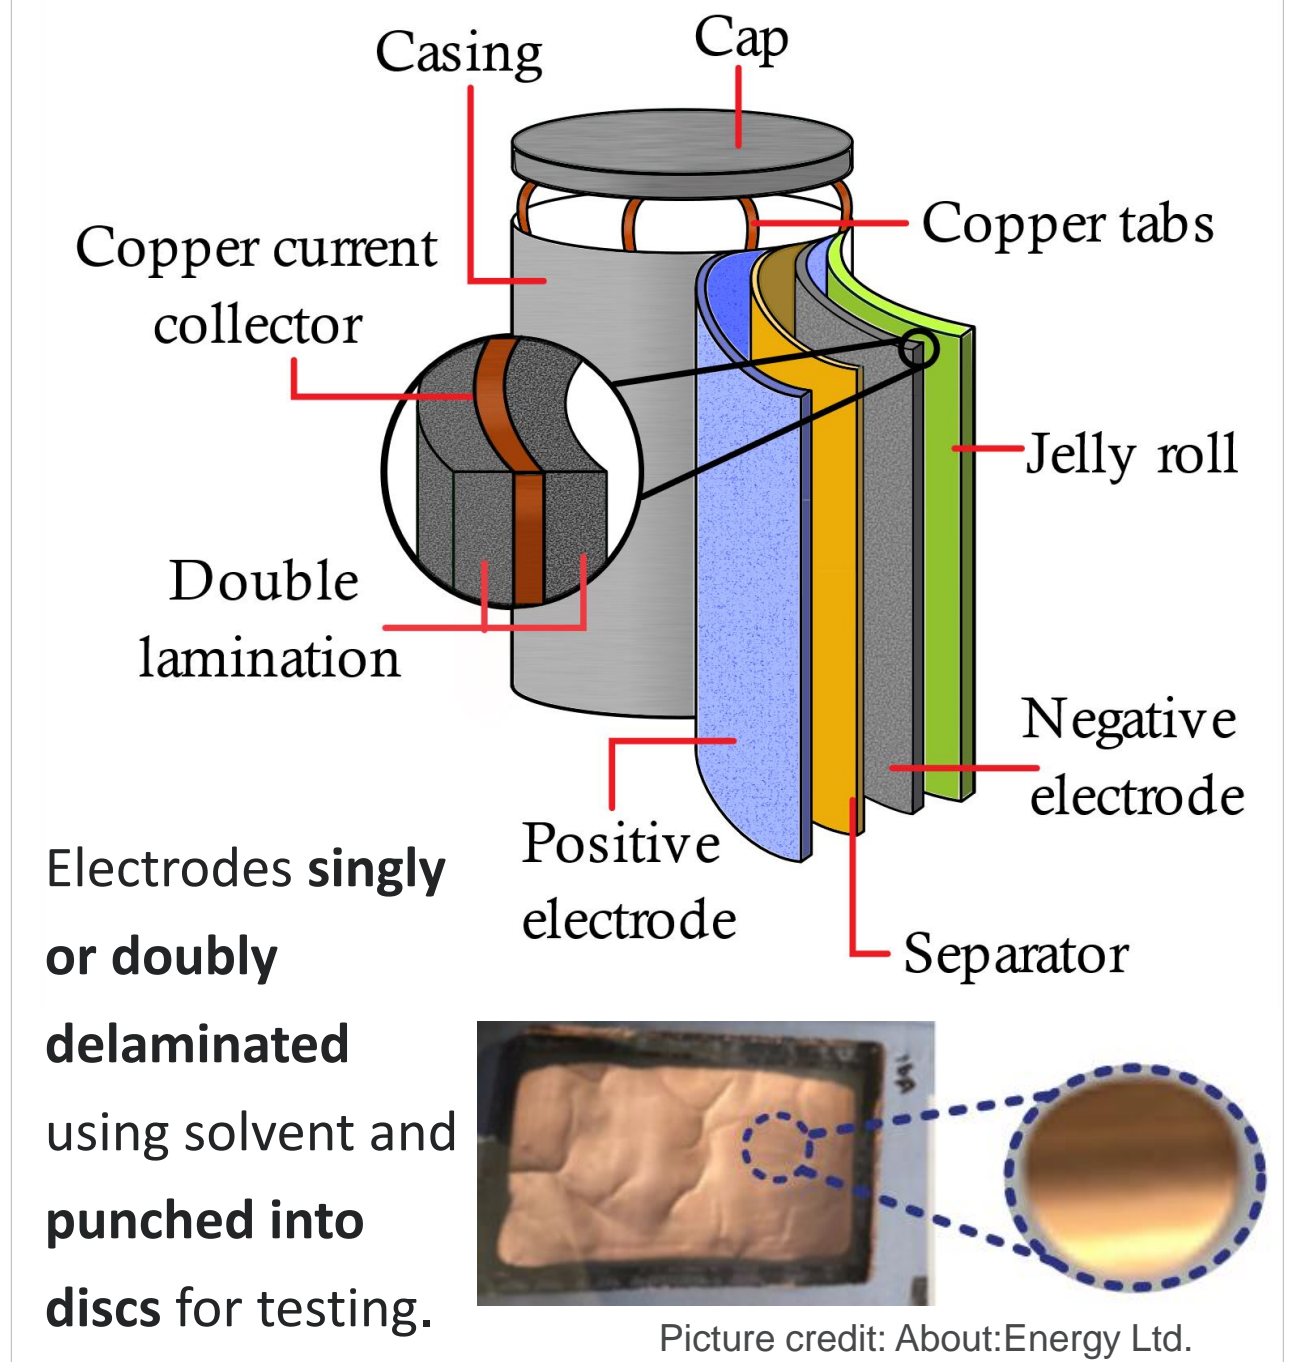 Casing
Cap
Copper current
collector
Copper tabs
Jelly roll
Double
lamination
Negative
electrode
Positive
electrode
Separator
Electrodes singly
or doubly
delaminated
using solvent and
punched into
discs for testing.
Picture credit: About:Energy Ltd.